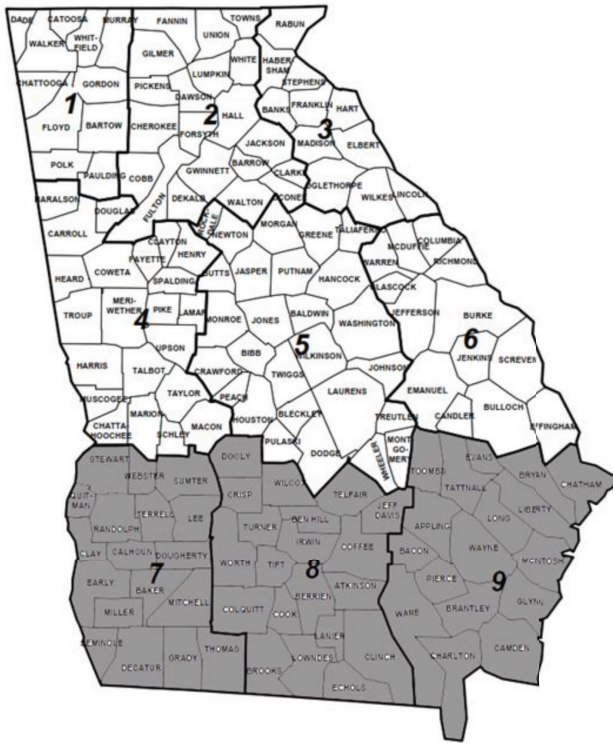 DADE CATOOSA MURRAY
WALKER WHIT-
FIELD
CHATTOOGA GORDON
1
FLOYD BARTOW
POLK PAULDING
FANNIN TOWNS
UNION
GILMER WHITE
LUMPKIN
PICKENS DAWSON
2 HALL
CHEROKEE FORSYTH
JACKSON
GWINNETT BARROW
CLARKE
COBB
FULTON DEKALB WALTON OCONEE
RABUN
HABER-
SHAM
STEPHENS
BANKS FRANKLIN HART
3
MADISON ELBERT
OGLETHORPE
WILKES LINCOLN
HARALSON
DOUGLAS
CARROLL
CLAYTON
FAYETTE HENRY
HEARD COWETA
SPALDING
TROUP MERI-
WETHER PIKE LAMAR
4
UPSON
HARRIS TALBOT
TAYLOR
MUSCOGEE
CHATTA-
HOOCHEE MARION
SCHLEY MACON
ROCK-
DALE NEWTON MORGAN
GREENE TALIAFERRO
BUTTS JASPER PUTNAM
HANCOCK
MONROE JONES BALDWIN
WASHINGTON
5
BIBB WILKINSON
CRAWFORD
TWIGGS JOHNSON
PEACH LAURENS
HOUSTON BLECKLEY TREUTLEN
PULASKI DODGE WHEELER MONT
GO-
MERY
COLUMBIA
MCDUFFIE
WARREN RICHMOND
GLASCOCK
JEFFERSON BURKE
6
JENKINS SCREVEN
EMANUEL
BULLOCH
CANDLER EFFINGHAM
STEWART
WEBSTER SUMTER
QUIT-
MAN
TERRELL LEE
RANDOLPH
CLAY CALHOUN DOUGHERTY
7
EARLY BAKER
MITCHELL
MILLER
SEMINOLE
DECATUR GRADY THOMAS
DOOLY
CRISP WILCOX
TELFAIR
JEFF
DAVIS
TURNER BEN HILL
IRWIN COFFEE
WORTH TIFT
8
ATKINSON
BERRIEN
COLQUITT COOK
LANIER
BROOKS LOWNDES CLINCH
ECHOLS
TOOMBS EVANS
BRYAN CHATHAM
TATTNALL
LIBERTY
APPLING LONG
BACON WAYNE
MCINTOSH
PIERCE 9
GLYNN
WARE BRANTLEY
CAMDEN
CHARLTON